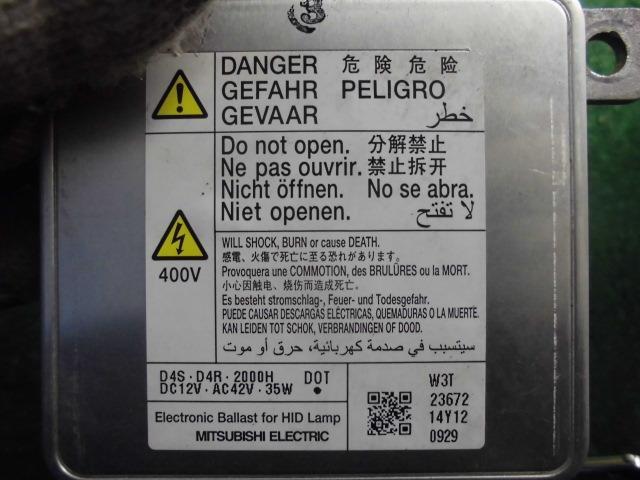 3
DANGER 危険 危险
GEFAHR PELIGRO
GEVAAR خطر
Do not open. 分解禁止
Ne pas ouvrir. 禁止拆开
Nicht öffnen. No se abra.
Niet openen. لا تفتح
400V
WILL SHOCK, BURN or cause DEATH.
感電、火傷で死亡に至る恐れがあります。
Provoquera une COMMOTION, des BRULÛRES ou la MORT.
小心因触电、烧伤而造成死亡。
Es besteht stromschlag-, Feuer- und Todesgefahr.
PUEDE CAUSAR DESCARGAS ELÉCTRICAS, QUEMADURAS O LA MUERTE.
KAN LEIDEN TOT SCHOK, VERBRANDINGEN OF DOOD.
سيتسبب في صدمة كهربائية، حرق أو موت
D4S · D4R · 2000H DOT
DC12V · AC42V · 35W
Electronic Ballast for HID Lamp
MITSUBISHI ELECTRIC
W3T
23672
14Y12
0929